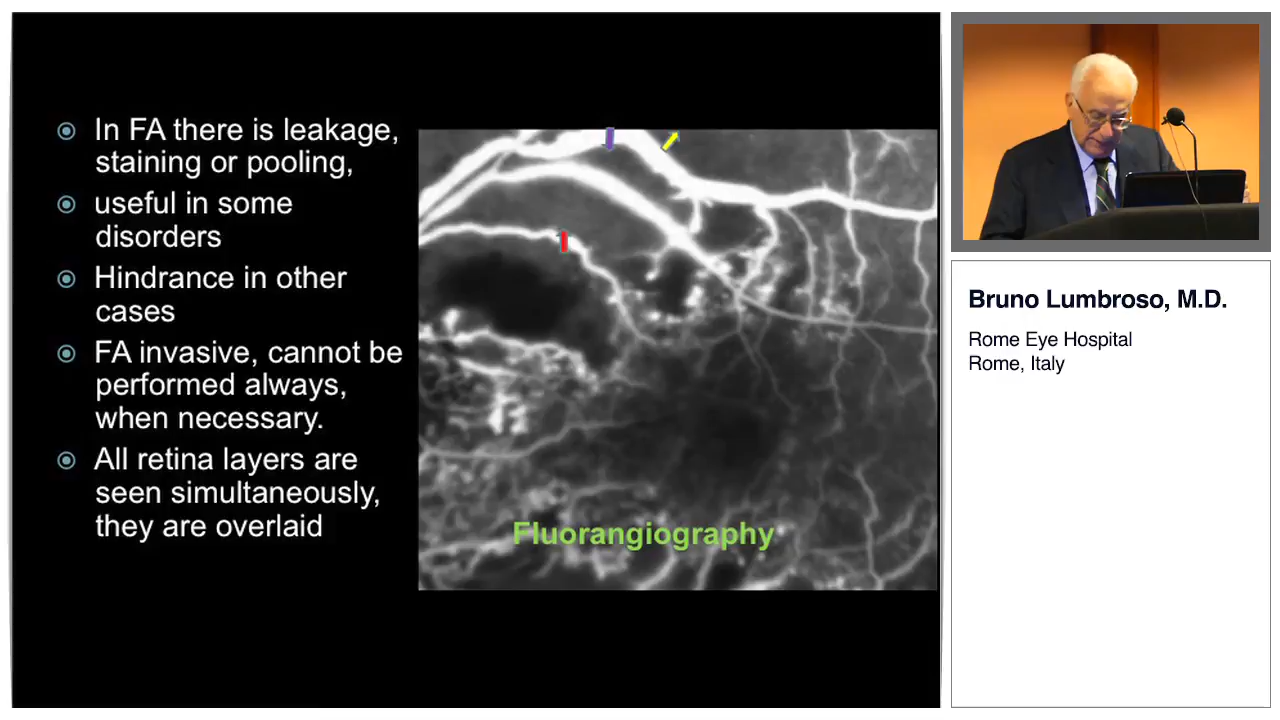 In FA there is leakage,
staining or pooling,
useful in some
disorders
Hindrance in other
cases
FA invasive, cannot be
performed always,
when necessary.
All retina layers are
seen simultaneously,
they are overlaid
Fluorangiography
Bruno Lumbroso, M.D.
Rome Eye Hospital
Rome, Italy